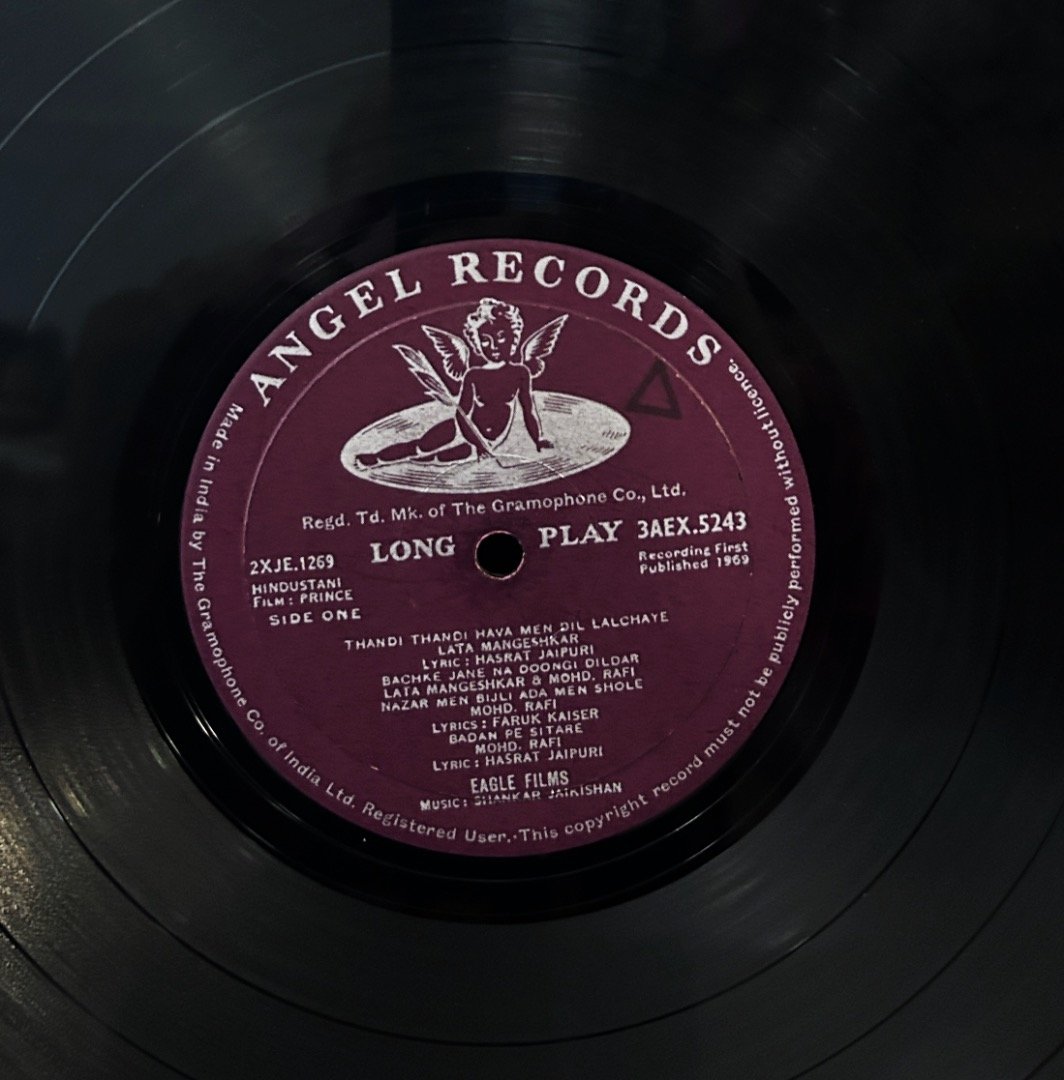 ANGEL RECORDS
Regd. Td. Mk. of The Gramophone Co., Ltd.
LONG PLAY
3AEX.5243
Recording First
Published 1969
2XJE.1269
HINDUSTANI
FILM : PRINCE
SIDE ONE
THANDI THANDI HAVA MEN DIL LALCHAYE
LATA MANGESHKAR
LYRIC : HASRAT JAIPURI
BACHKE JANE NA DOONGI DILDAR
LATA MANGESHKAR & MOHD. RAFI
NAZAR MEN BIJLI ADA MEN SHOLE
MOHD. RAFI
LYRICS : FARUK KAISER
BADAN PE SITARE
MOHD. RAFI
LYRIC : HASRAT JAIPURI
EAGLE FILMS
MUSIC : SHANKAR JAIKISHAN
Made in India by The Gramophone Co. of India Ltd. Registered User.·This copyright record must not be publicly performed without licence.